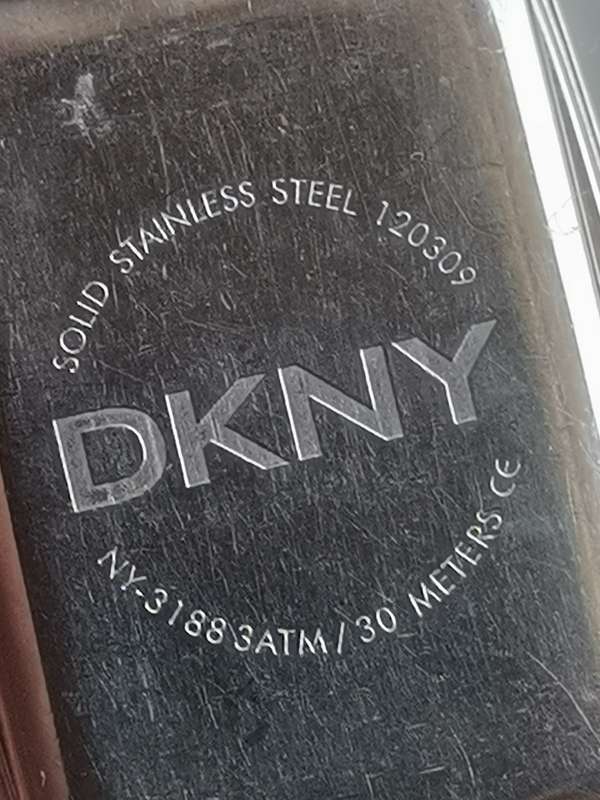 SOLID STAINLESS STEEL 120309
DKNY
NY-3188 3ATM / 30 METERS CE